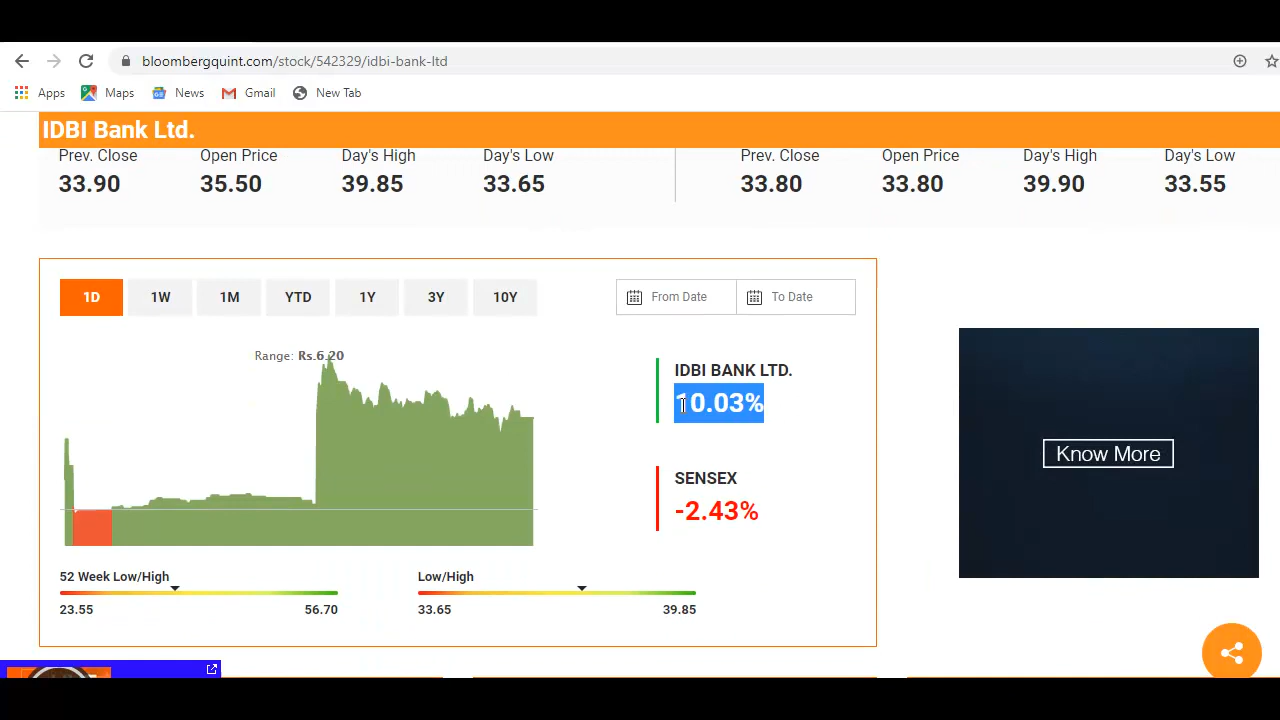 bloombergquint.com/stock/542329/idbi-bank-ltd
Apps Maps News Gmail New Tab
IDBI Bank Ltd.
Prev. Close Open Price Day's High Day's Low Prev. Close Open Price Day's High Day's Low
33.90 35.50 39.85 33.65 33.80 33.80 39.90 33.55
1D 1W 1M YTD 1Y 3Y 10Y From Date To Date
Range: Rs.6.20
IDBI BANK LTD.
10.03%
Know More
SENSEX
-2.43%
52 Week Low/High Low/High
23.55 56.70 33.65 39.85